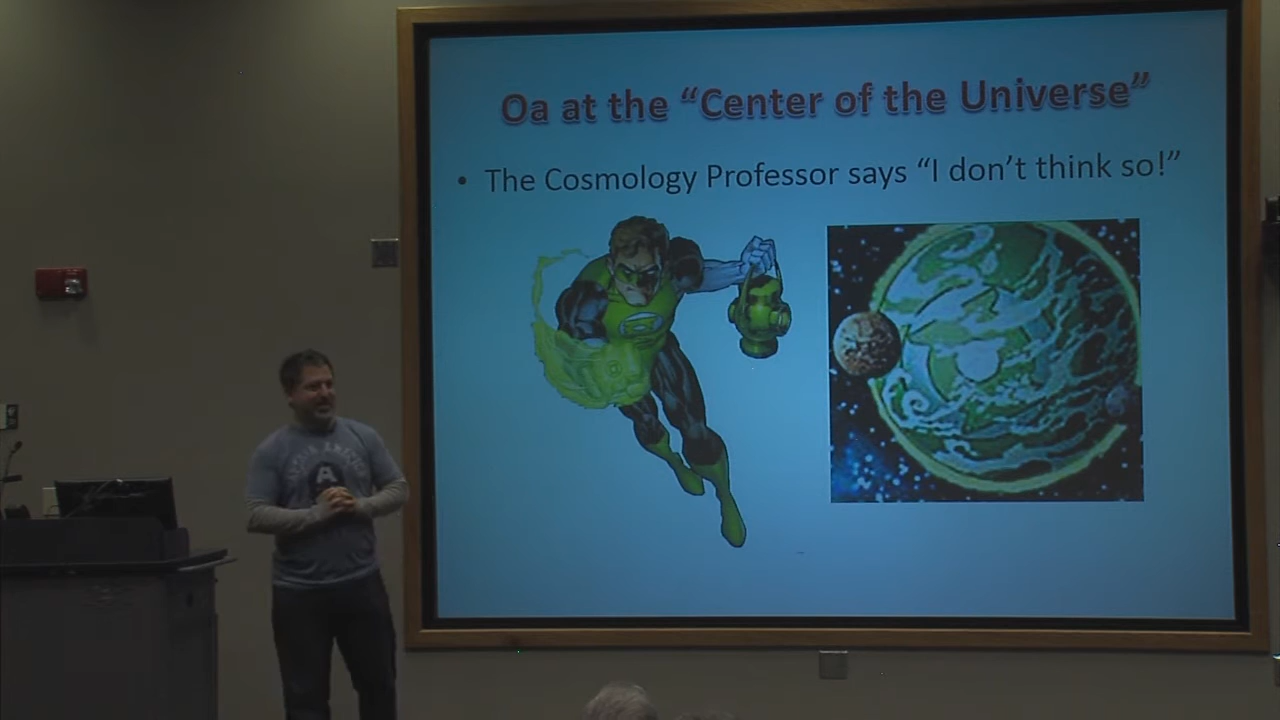 Oa at the “Center of the Universe”
• The Cosmology Professor says “I don’t think so!”
A